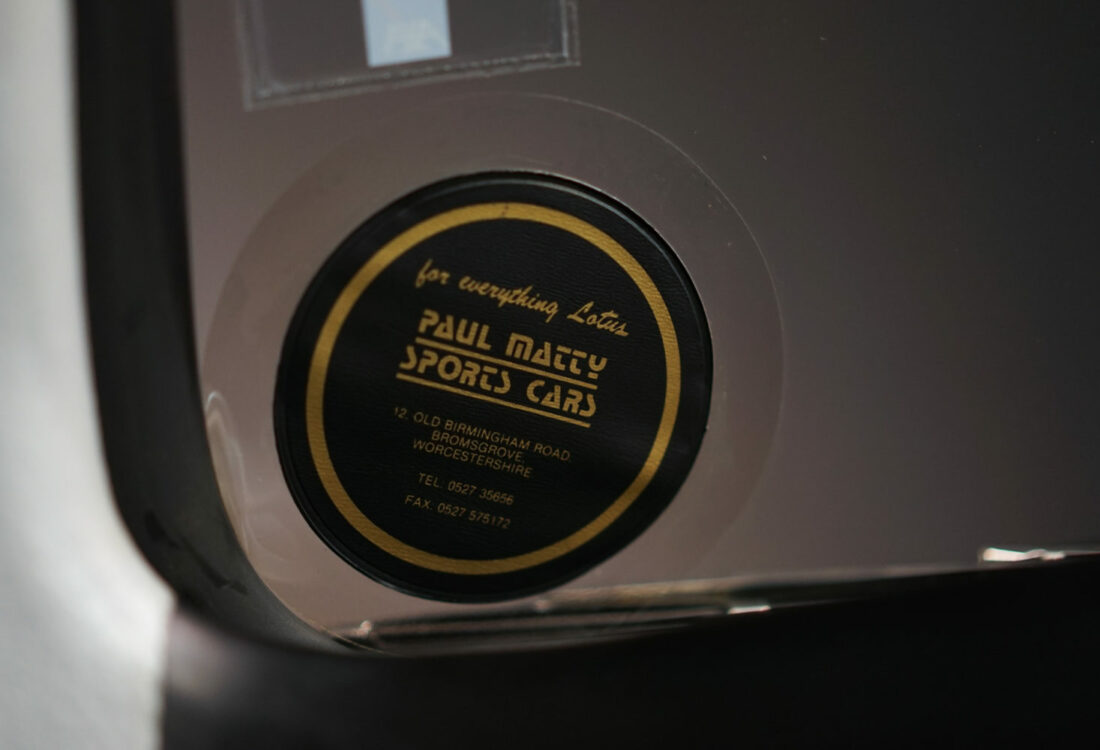 for everything Lotus
PAUL MATTY
SPORTS CARS
12. OLD BIRMINGHAM ROAD.
BROMSGROVE,
WORCESTERSHIRE
TEL. 0527 35656
FAX. 0527 575172